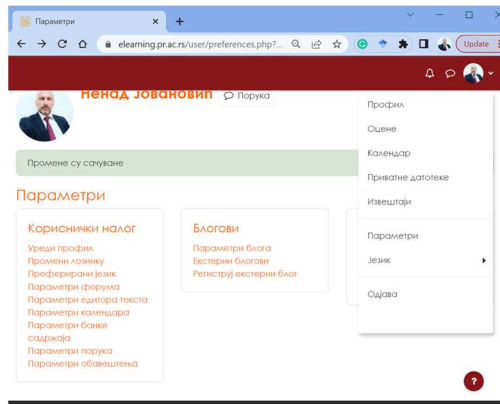 Параметри
elearning.pr.ac.rs/user/preferences.php?...
Update
Ненад Јовановић
Порука
Промене су сачуване
Параметри
Кориснички налог
Уреди профил
Промени лозинку
Преферирани језик
Параметри форума
Параметри едитора текста
Параметри календара
Параметри банке
садржаја
Параметри порука
Параметри обавештења
Блогови
Параметри блога
Екстерни блогови
Региструј екстерни блог
Профил
Оцене
Календар
Приватне датотеке
Извештаји
Параметри
Језик
Одјава
?